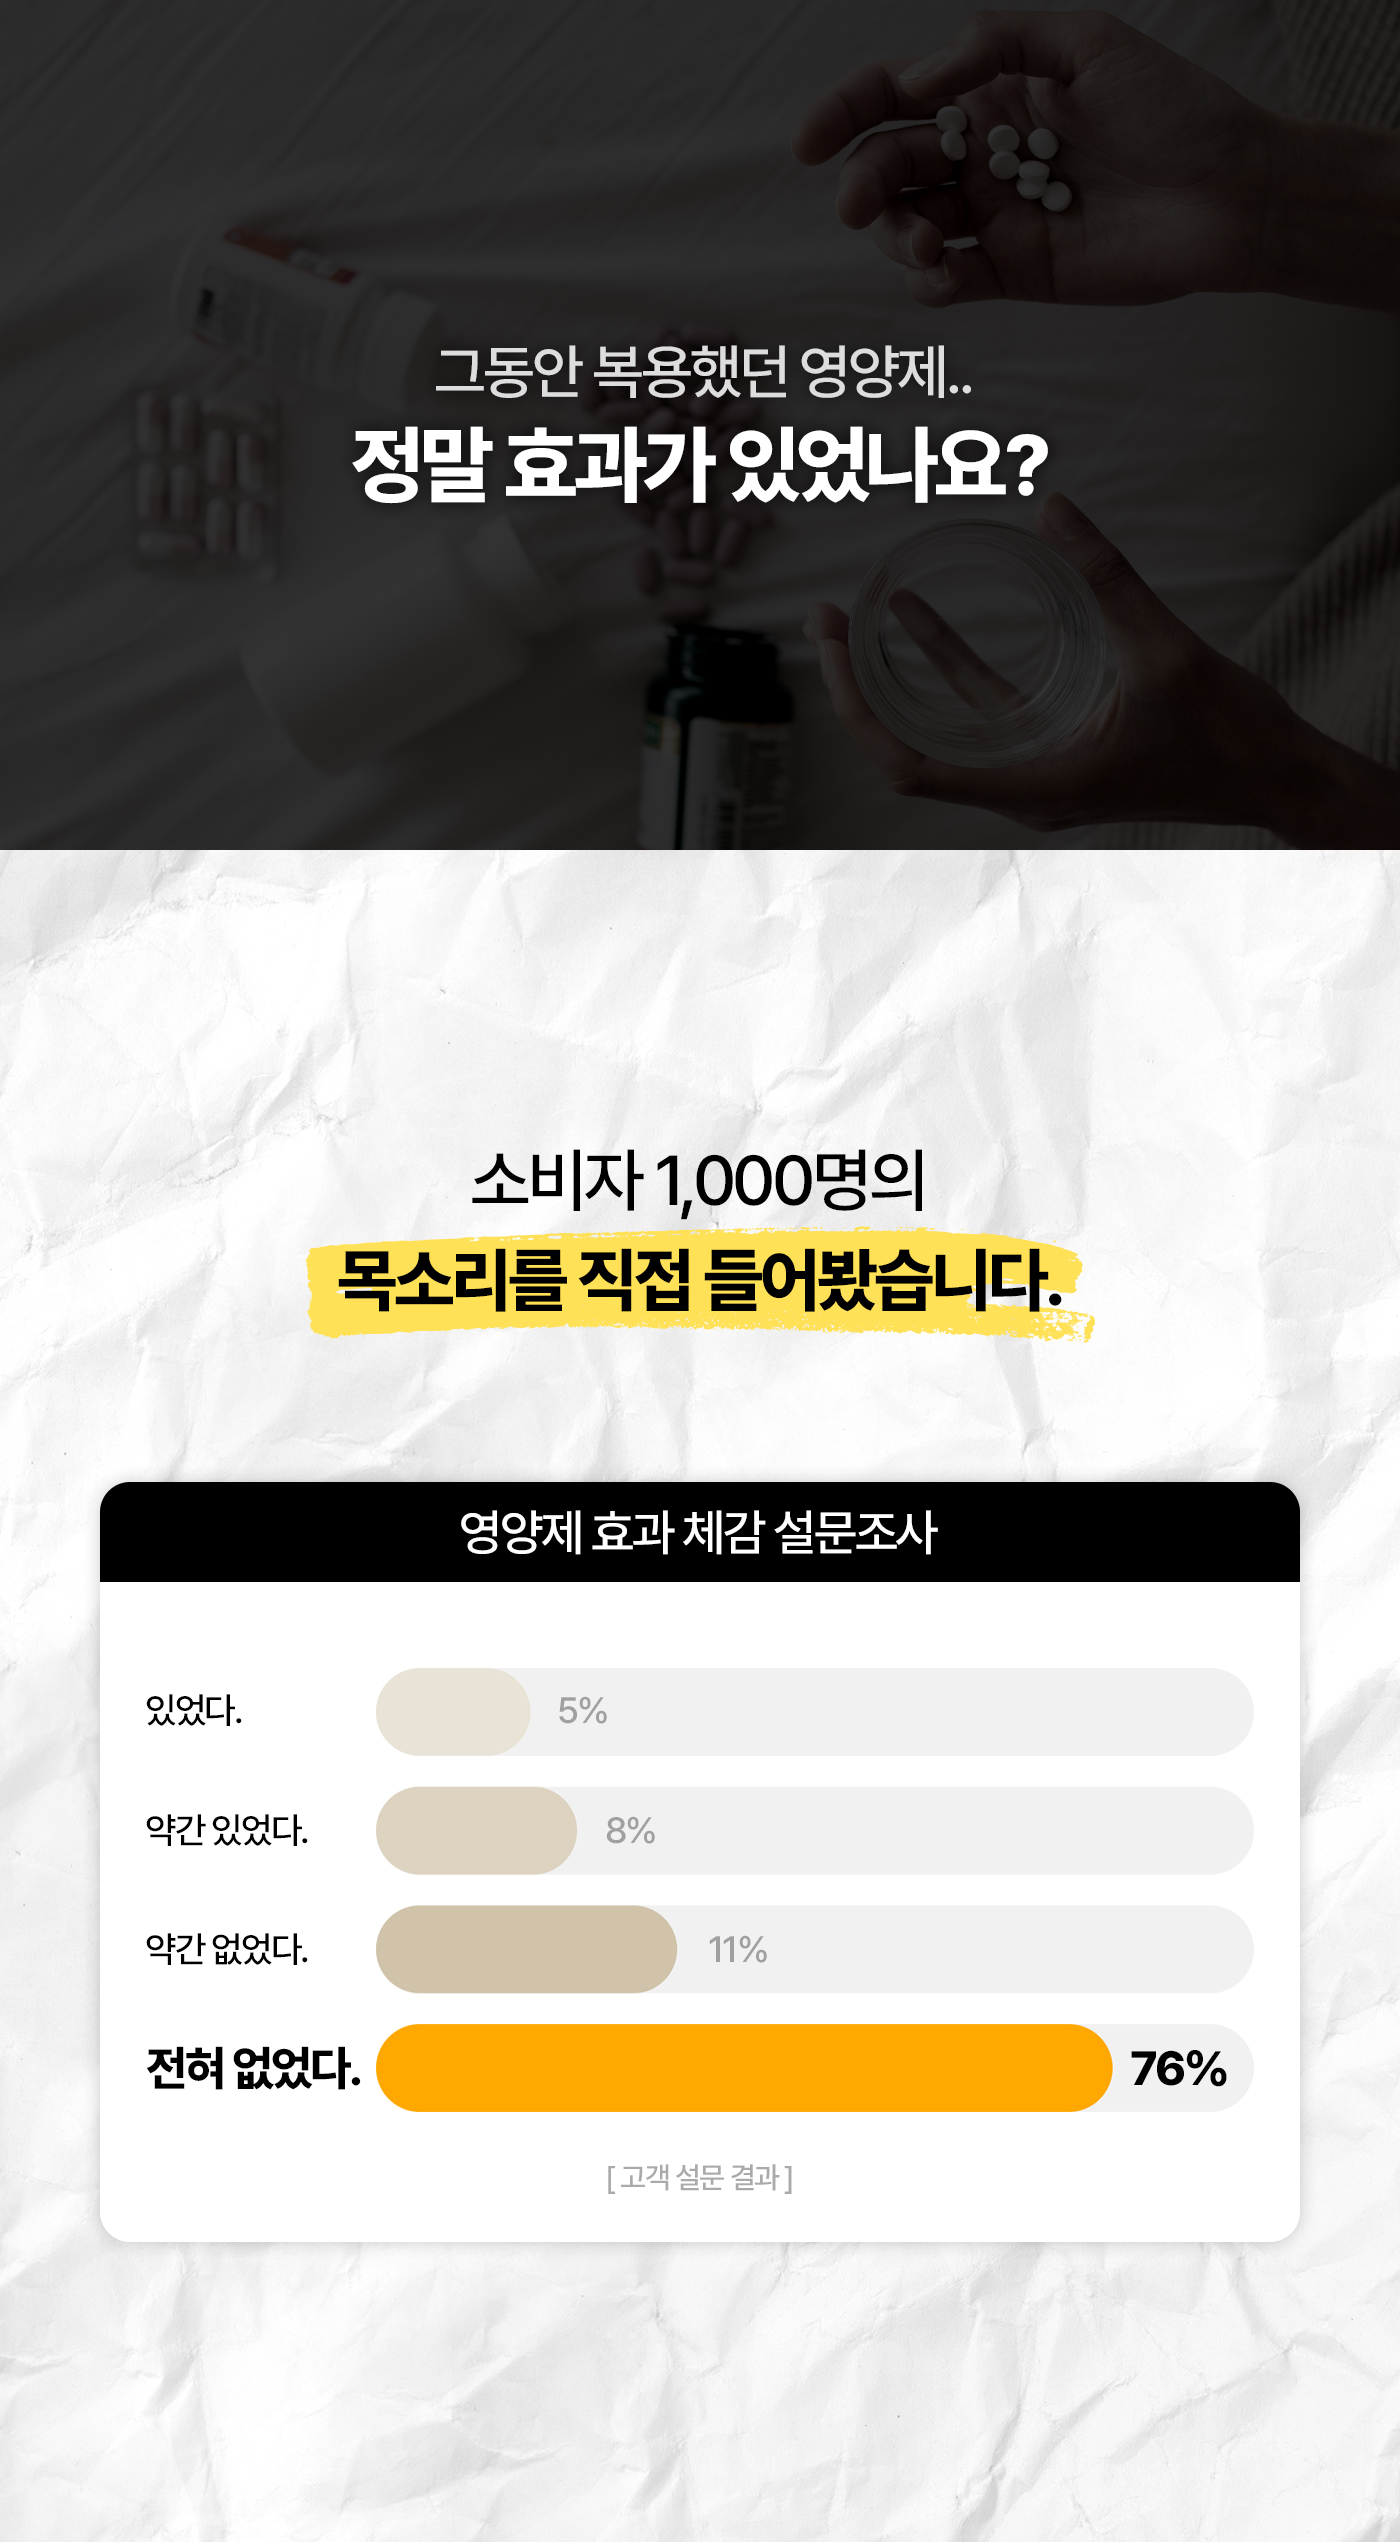 그동안 복용했던 영양제..
정말 효과가 있었나요?
소비자 1,000명의
목소리를 직접 들어봤습니다.
영양제 효과 체감 설문조사
있었다. 5%
약간 있었다. 8%
약간 없었다. 11%
전혀 없었다. 76%
[ 고객 설문 결과 ]